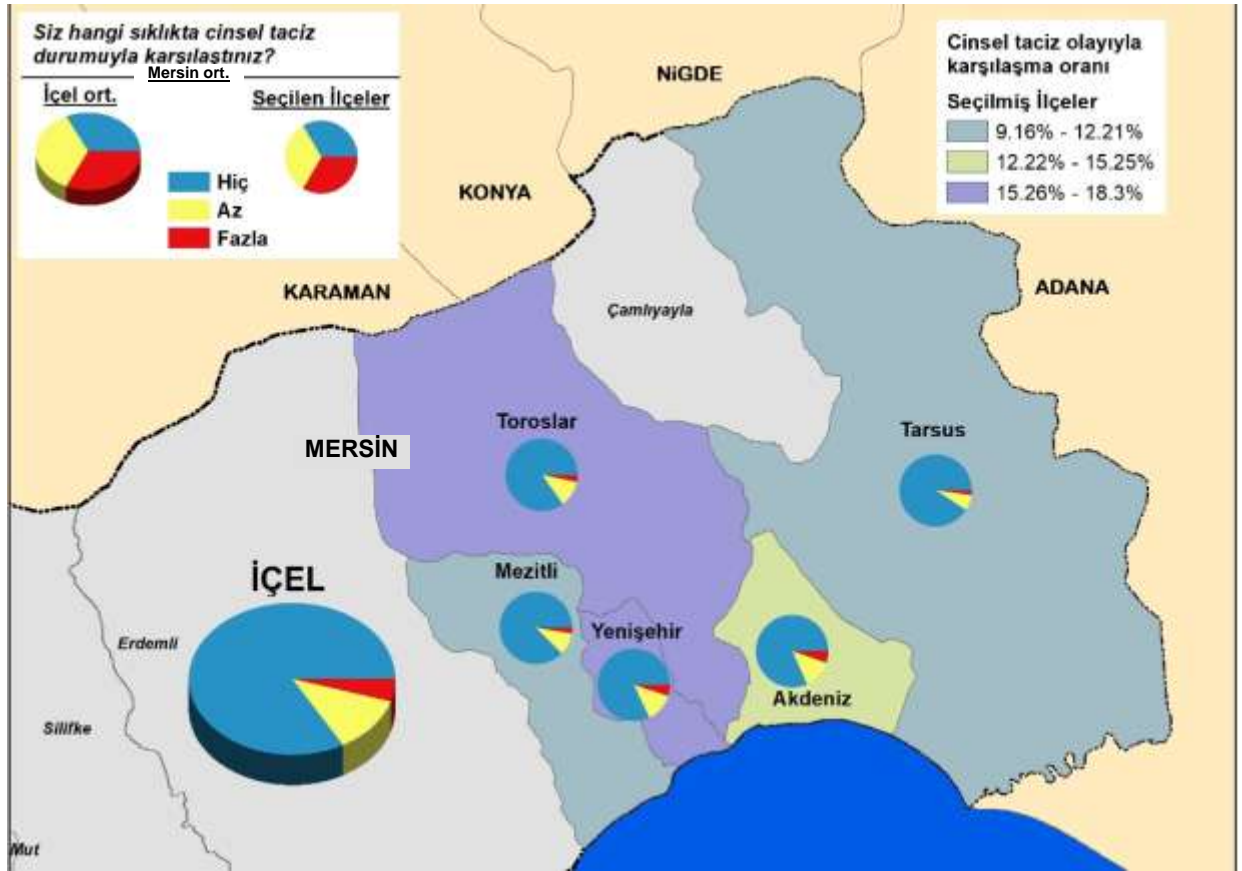 Siz hangi sıklıkta cinsel taciz
durumuyla karşılaştınız?
Mersin ort.
İçel ort.
Seçilen İlçeler
Hiç
Az
Fazla
Cinsel taciz olayıyla
karşılaşma oranı
Seçilmiş İlçeler
9,16% - 12.21%
12.22% - 15.25%
15.26% - 18.3%
NiGDE
KONYA
KARAMAN
ADANA
Çamlıyayla
Toroslar
Tarsus
MERSİN
Mezitli
İÇEL
Yenişehir
Erdemli
Akdeniz
Silifke
Mut